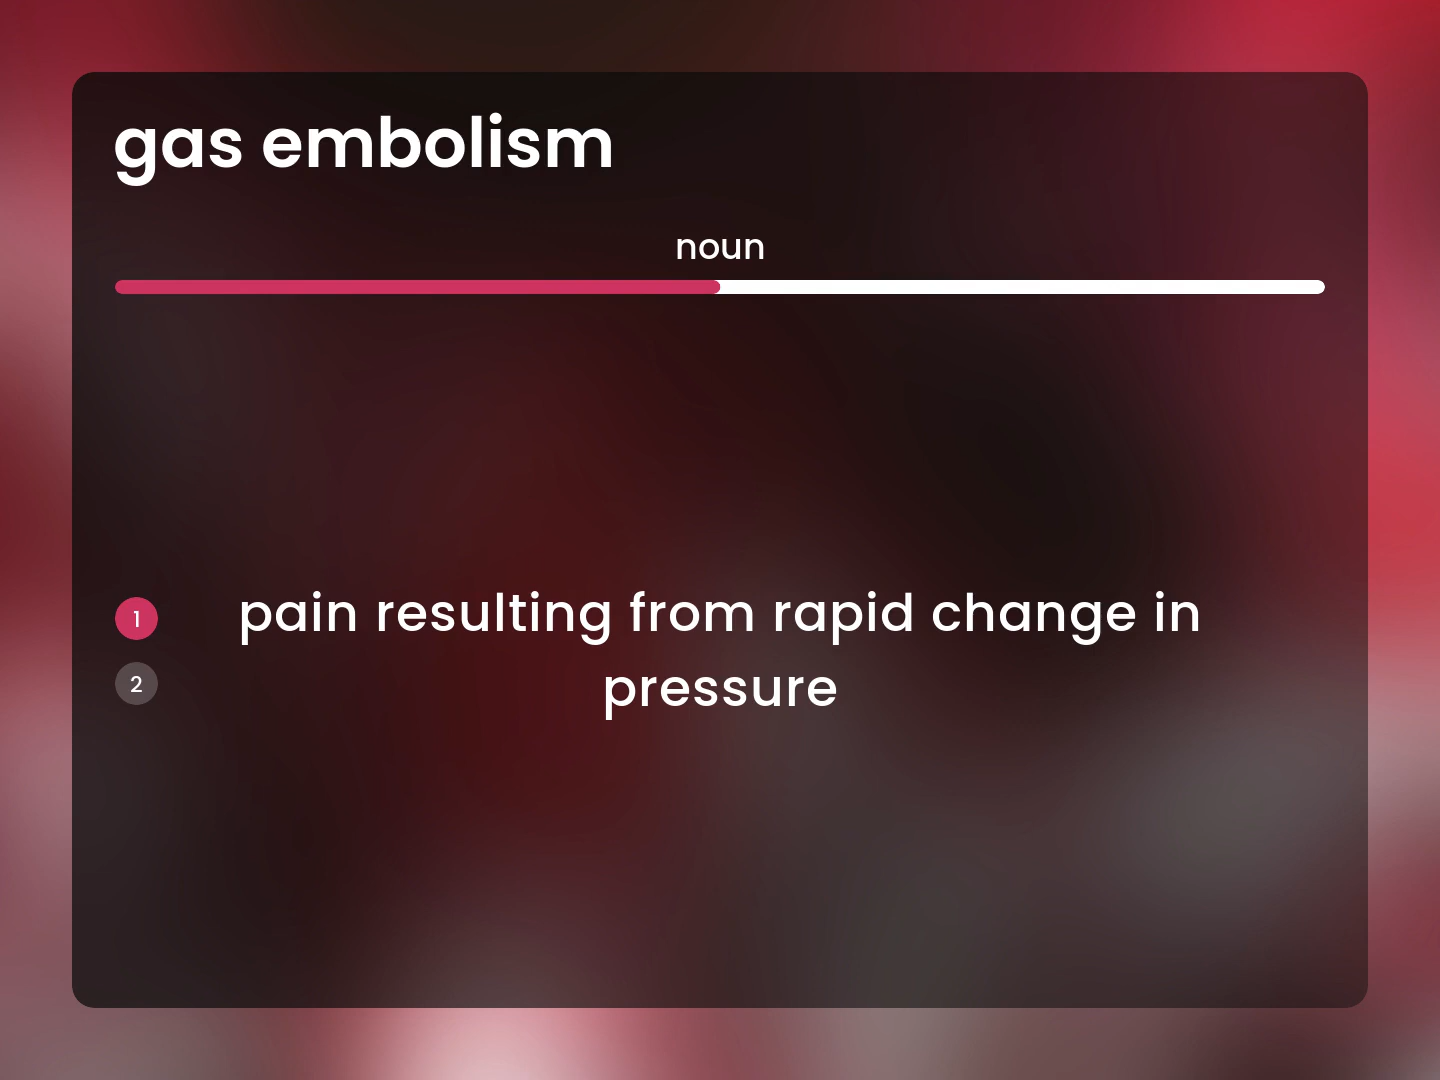 gas embolism
noun
1
pain resulting from rapid change in
2
pressure